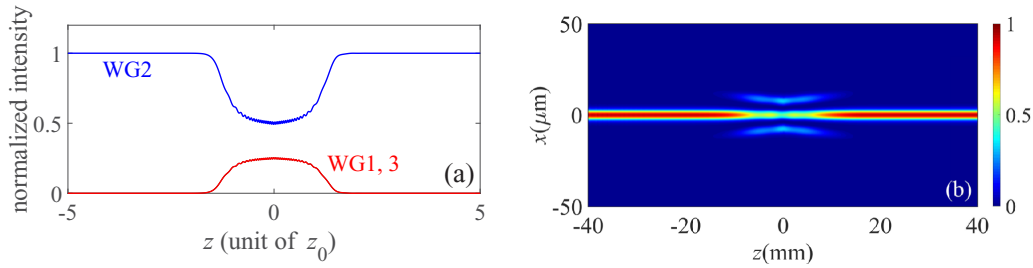 normalized intensity
1
0.5
0
WG2
WG1, 3
(a)
-5
0
5
z (unit of z₀)
x(μm)
50
0
-50
(b)
-40
-20
0
20
40
z(mm)
1
0.5
0